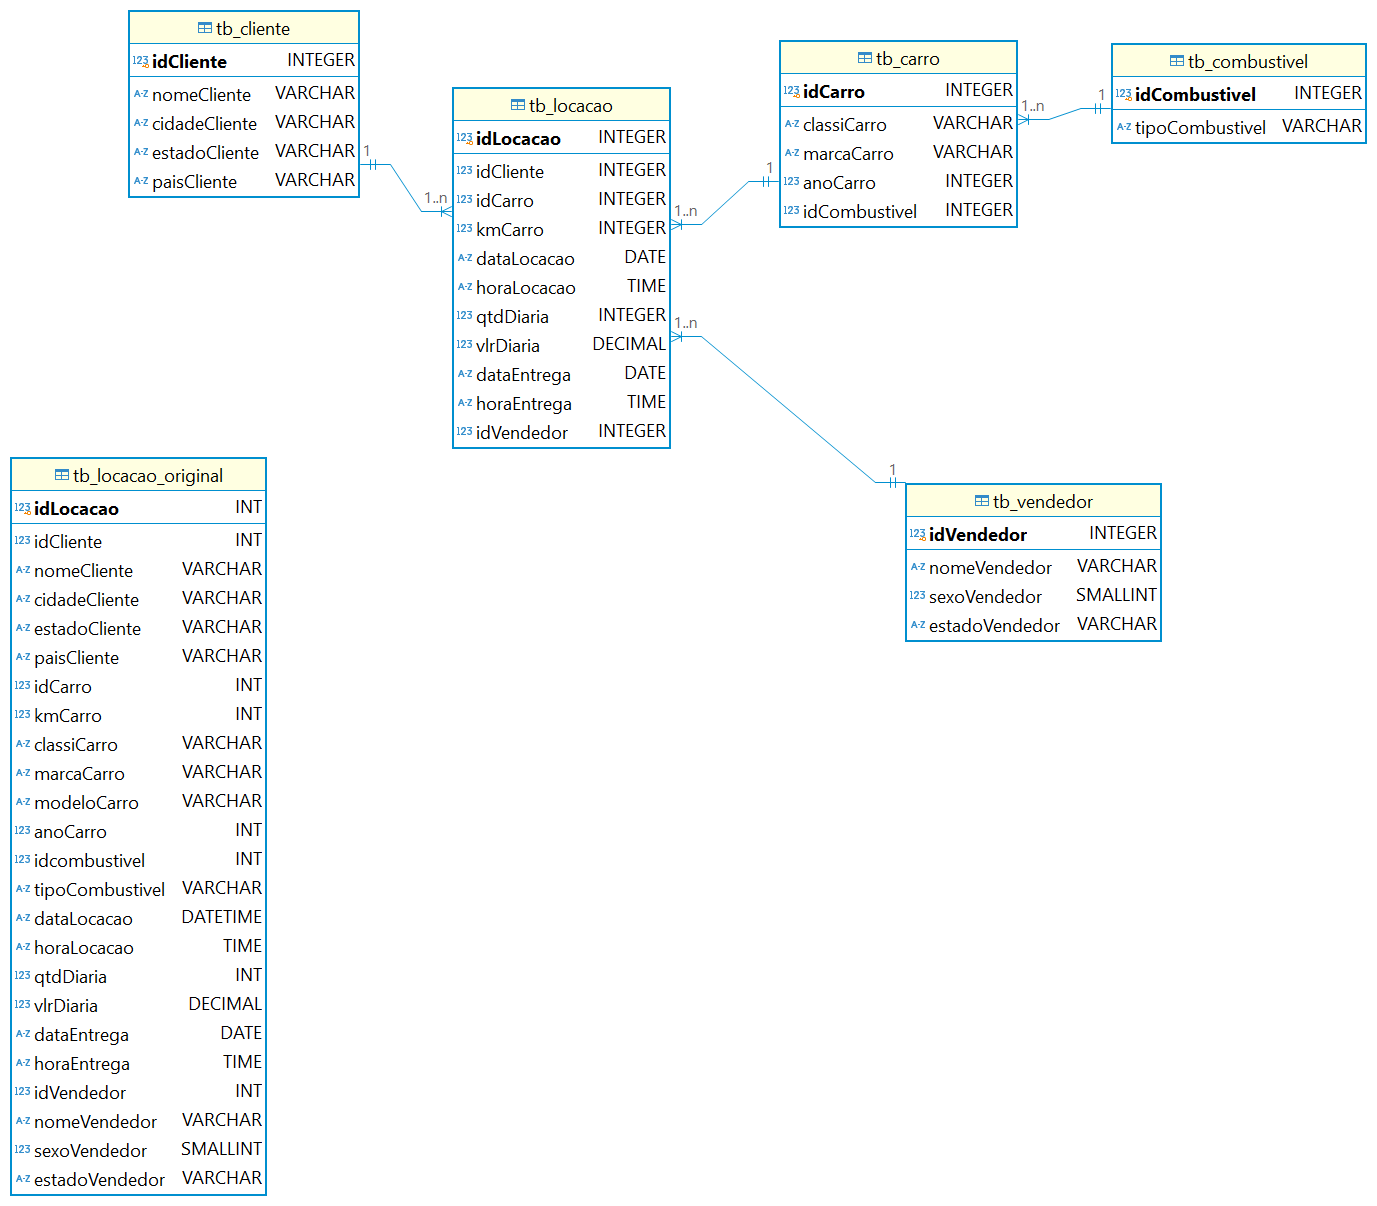 tb_cliente
123 idCliente INTEGER
A-Z nomeCliente VARCHAR
A-Z cidadeCliente VARCHAR
A-Z estadoCliente VARCHAR
A-Z paisCliente VARCHAR
1
1..n
tb_locacao
123 idLocacao INTEGER
123 idCliente INTEGER
123 idCarro INTEGER
123 kmCarro INTEGER
A-Z dataLocacao DATE
A-Z horaLocacao TIME
123 qtdDiaria INTEGER
123 vlrDiaria DECIMAL
A-Z dataEntrega DATE
A-Z horaEntrega TIME
123 idVendedor INTEGER
1..n
1
1..n
1
tb_carro
123 idCarro INTEGER
A-Z classiCarro VARCHAR
A-Z marcaCarro VARCHAR
123 anoCarro INTEGER
123 idCombustivel INTEGER
1..n
1
tb_combustivel
123 idCombustivel INTEGER
A-Z tipoCombustivel VARCHAR
tb_vendedor
123 idVendedor INTEGER
A-Z nomeVendedor VARCHAR
123 sexoVendedor SMALLINT
A-Z estadoVendedor VARCHAR
tb_locacao_original
123 idLocacao INT
123 idCliente INT
A-Z nomeCliente VARCHAR
A-Z cidadeCliente VARCHAR
A-Z estadoCliente VARCHAR
A-Z paisCliente VARCHAR
123 idCarro INT
123 kmCarro INT
A-Z classiCarro VARCHAR
A-Z marcaCarro VARCHAR
A-Z modeloCarro VARCHAR
123 anoCarro INT
123 idcombustivel INT
A-Z tipoCombustivel VARCHAR
A-Z dataLocacao DATETIME
A-Z horaLocacao TIME
123 qtdDiaria INT
123 vlrDiaria DECIMAL
A-Z dataEntrega DATE
A-Z horaEntrega TIME
123 idVendedor INT
A-Z nomeVendedor VARCHAR
123 sexoVendedor SMALLINT
A-Z estadoVendedor VARCHAR